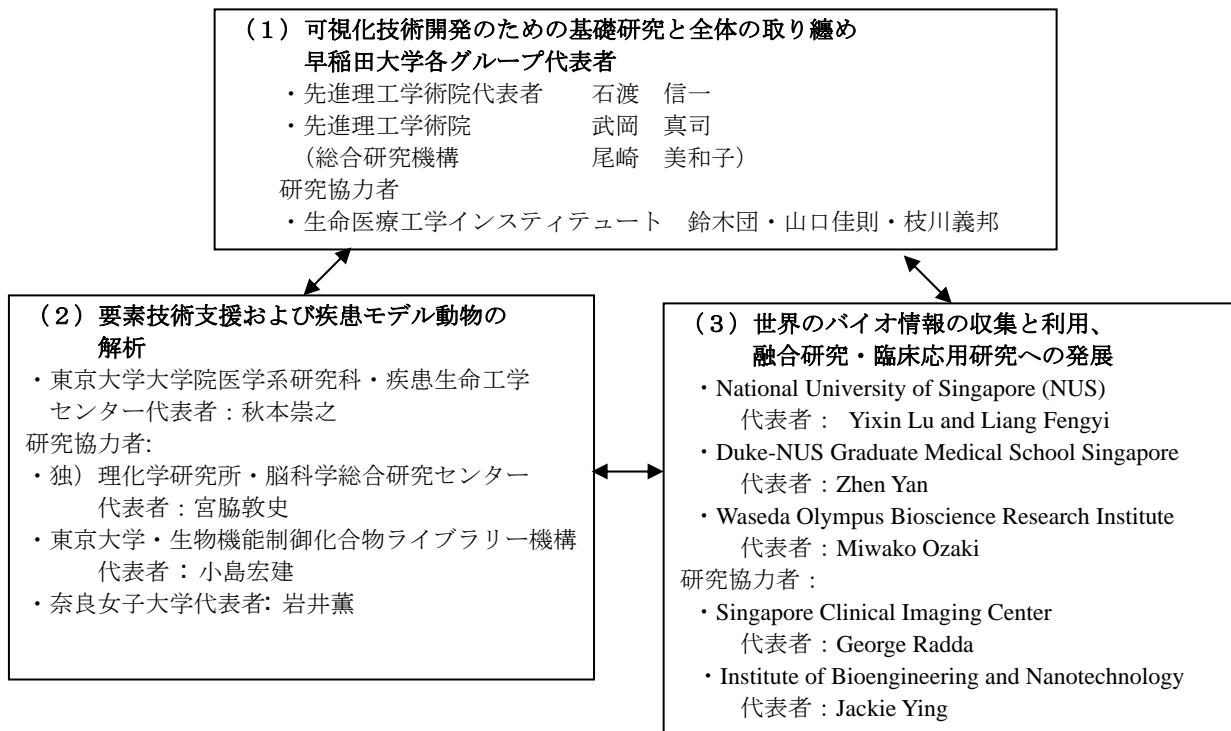 （１）可視化技術開発のための基礎研究と全体の取り纏め
早稲田大学各グループ代表者
・先進理工学術院代表者　　石渡　信一
・先進理工学術院　　　　　武岡　真司
（総合研究機構　　　　　　尾崎　美和子）
研究協力者
・生命医療工学インスティテュート　鈴木団・山口佳則・枝川義邦
（２）要素技術支援および疾患モデル動物の
解析
・東京大学大学院医学系研究科・疾患生命工学
センター代表者：秋本崇之
研究協力者:
・独）理化学研究所・脳科学総合研究センター
代表者：宮脇敦史
・東京大学・生物機能制御化合物ライブラリー機構
代表者：小島宏建
・奈良女子大学代表者: 岩井薫
（３）世界のバイオ情報の収集と利用、
融合研究・臨床応用研究への発展
・National University of Singapore (NUS)
代表者： Yixin Lu and Liang Fengyi
・Duke-NUS Graduate Medical School Singapore
代表者：Zhen Yan
・Waseda Olympus Bioscience Research Institute
代表者：Miwako Ozaki
研究協力者：
・Singapore Clinical Imaging Center
代表者：George Radda
・Institute of Bioengineering and Nanotechnology
代表者：Jackie Ying